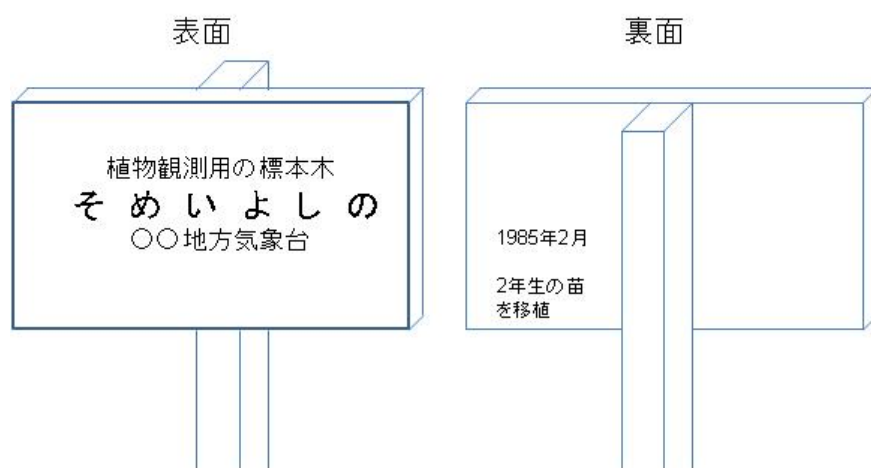 表面
植物観測用の標本木
そめいよしの
○○地方気象台
裏面
1985年2月
2年生の苗
を移植